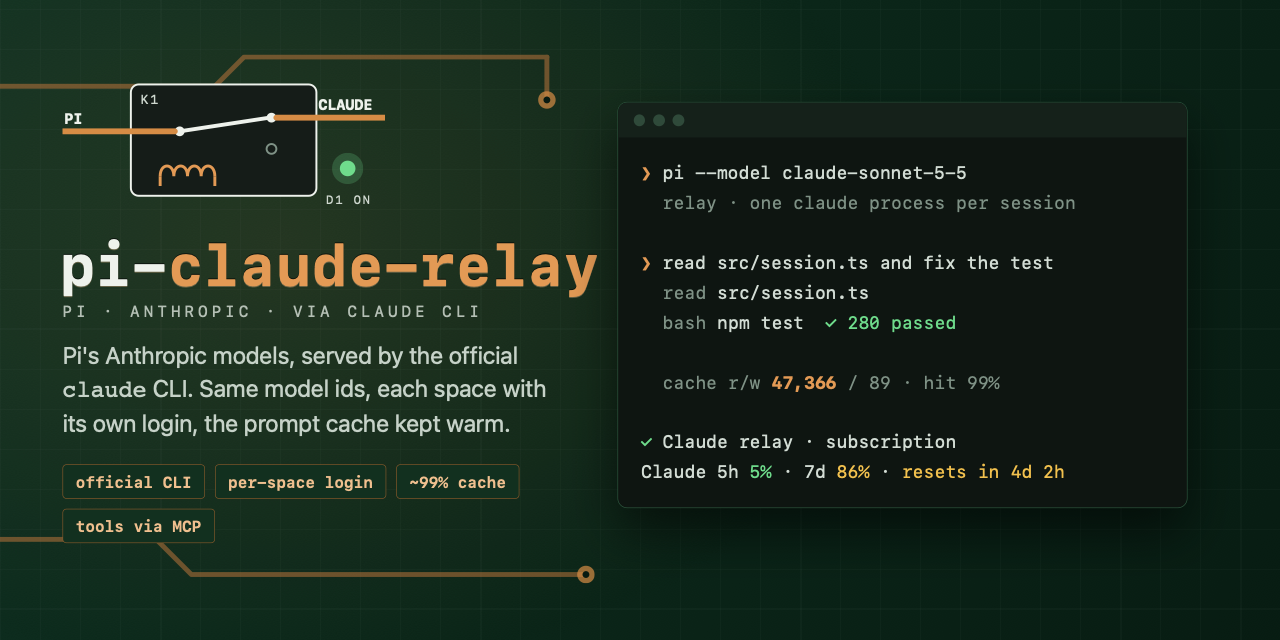 K1
PI
CLAUDE
D1 ON
pi-claude-relay
PI · ANTHROPIC · VIA CLAUDE CLI
Pi's Anthropic models, served by the official
claude CLI. Same model ids, each space with
its own login, the prompt cache kept warm.
official CLI
per-space login
~99% cache
tools via MCP
❯ pi --model claude-sonnet-5-5
relay · one claude process per session
❯ read src/session.ts and fix the test
read src/session.ts
bash npm test ✓ 280 passed
cache r/w 47,366 / 89 · hit 99%
✓ Claude relay · subscription
Claude 5h 5% · 7d 86% · resets in 4d 2h